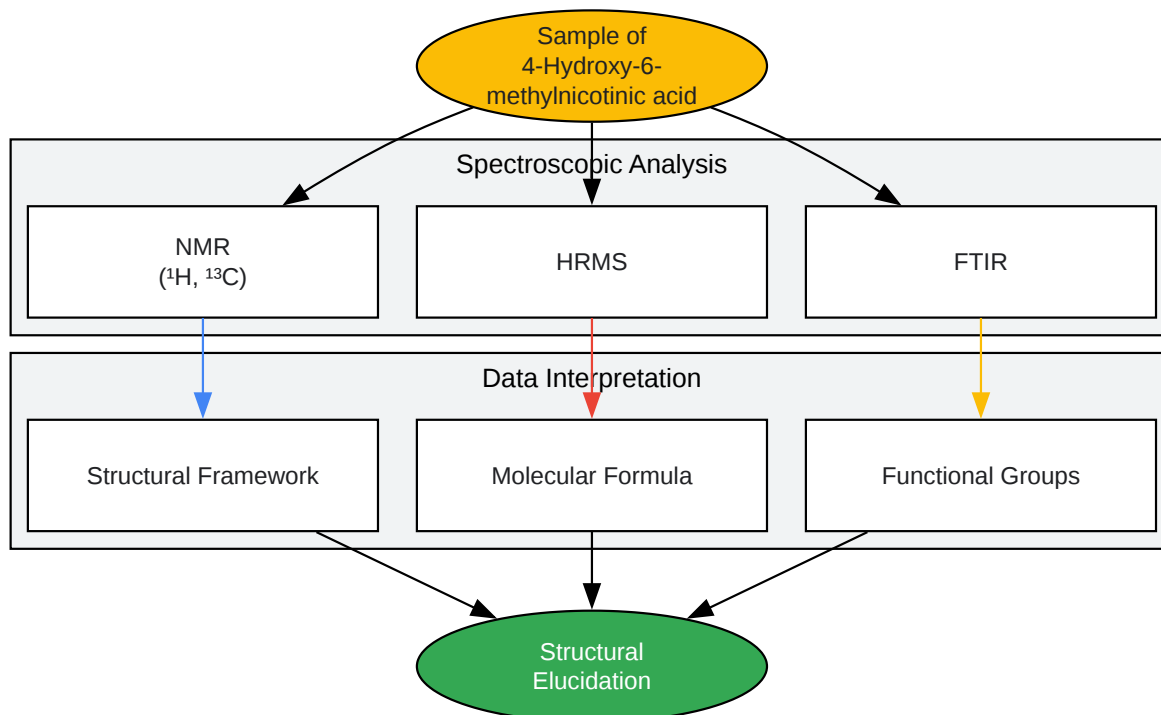 Sample of
4-Hydroxy-6-
methylnicotinic acid
Spectroscopic Analysis
NMR
(¹H, ¹³C)
HRMS
FTIR
Data Interpretation
Structural Framework
Molecular Formula
Functional Groups
Structural
Elucidation